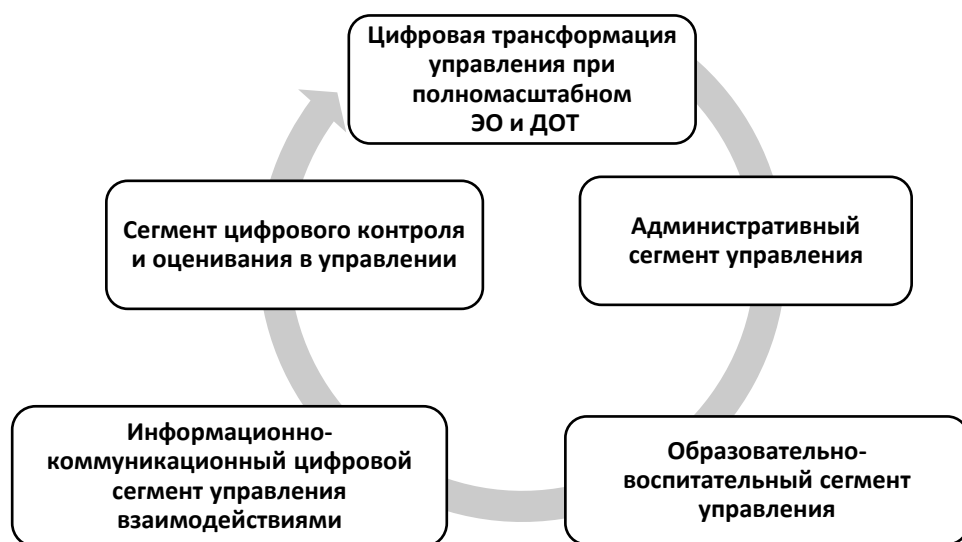 Цифровая трансформация
управления при
полномасштабном
ЭО и ДОТ
Административный
сегмент управления
Образовательно-
воспитательный сегмент
управления
Информационно-
коммуникационный цифровой
сегмент управления
взаимодействиями
Сегмент цифрового контроля
и оценивания в управлении